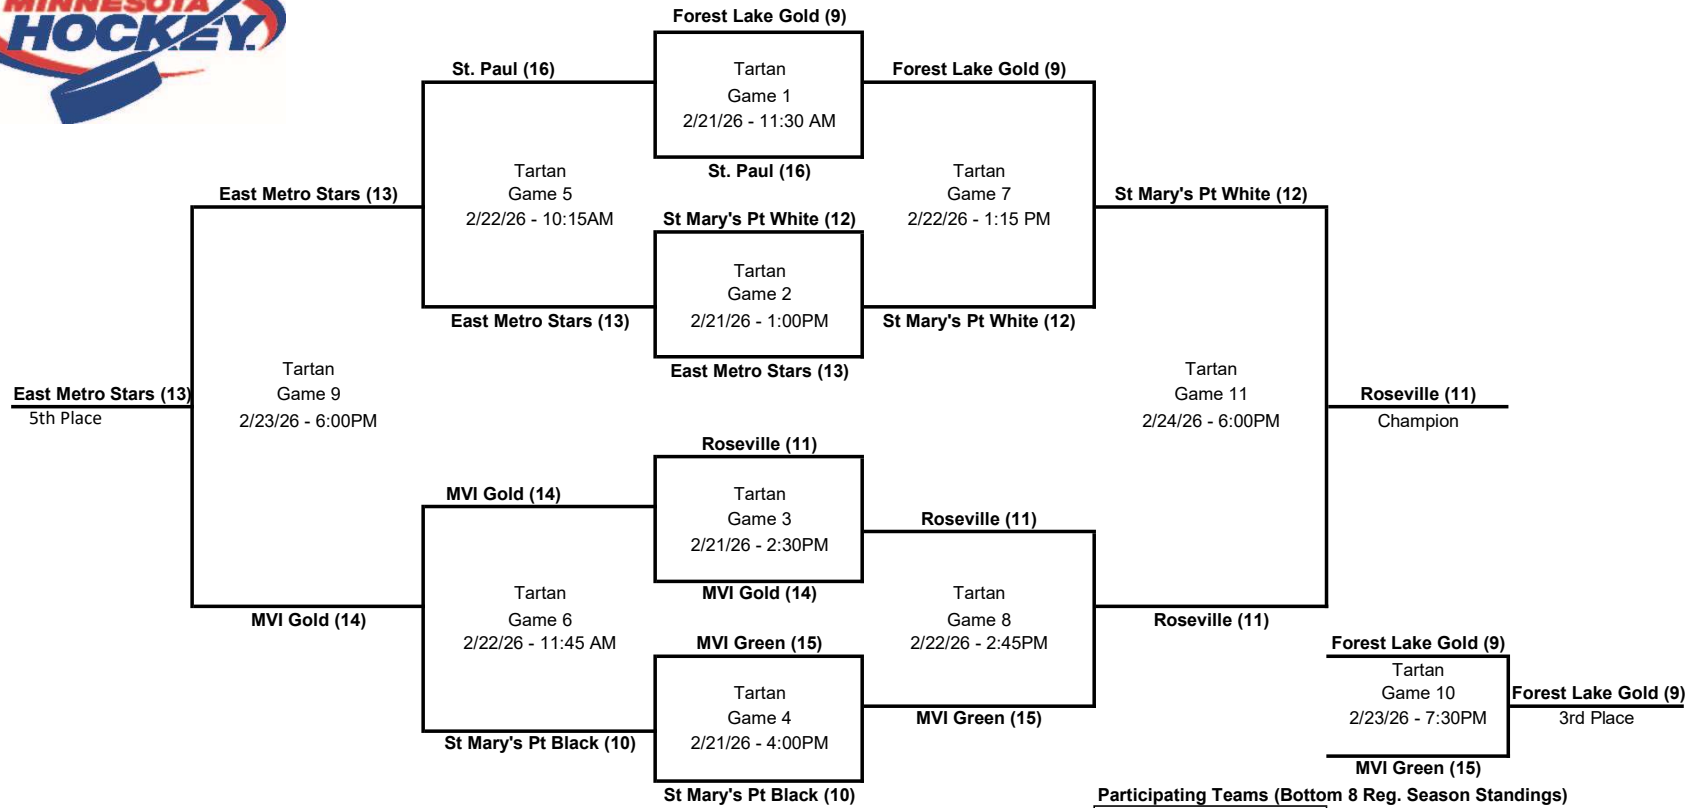 MINNESOTA
HOCKEY
Forest Lake Gold (9)
St. Paul (16)
Tartan
Game 1
2/21/26 - 11:30 AM
Forest Lake Gold (9)
St. Paul (16)
East Metro Stars (13)
Tartan
Game 5
2/22/26 - 10:15AM
St Mary's Pt White (12)
Tartan
Game 7
2/22/26 - 1:15 PM
St Mary's Pt White (12)
Tartan
Game 2
2/21/26 - 1:00PM
East Metro Stars (13)
St Mary's Pt White (12)
East Metro Stars (13)
East Metro Stars (13)
5th Place
Tartan
Game 9
2/23/26 - 6:00PM
Tartan
Game 11
2/24/26 - 6:00PM
Roseville (11)
Champion
Roseville (11)
MVI Gold (14)
Tartan
Game 3
2/21/26 - 2:30PM
Roseville (11)
MVI Gold (14)
MVI Gold (14)
Tartan
Game 6
2/22/26 - 11:45 AM
MVI Green (15)
Tartan
Game 8
2/22/26 - 2:45PM
Roseville (11)
Tartan
Game 4
2/21/26 - 4:00PM
St Mary's Pt Black (10)
MVI Green (15)
St Mary's Pt Black (10)
Forest Lake Gold (9)
Tartan
Game 10
2/23/26 - 7:30PM
Forest Lake Gold (9)
3rd Place
MVI Green (15)
Participating Teams (Bottom 8 Reg. Season Standings)